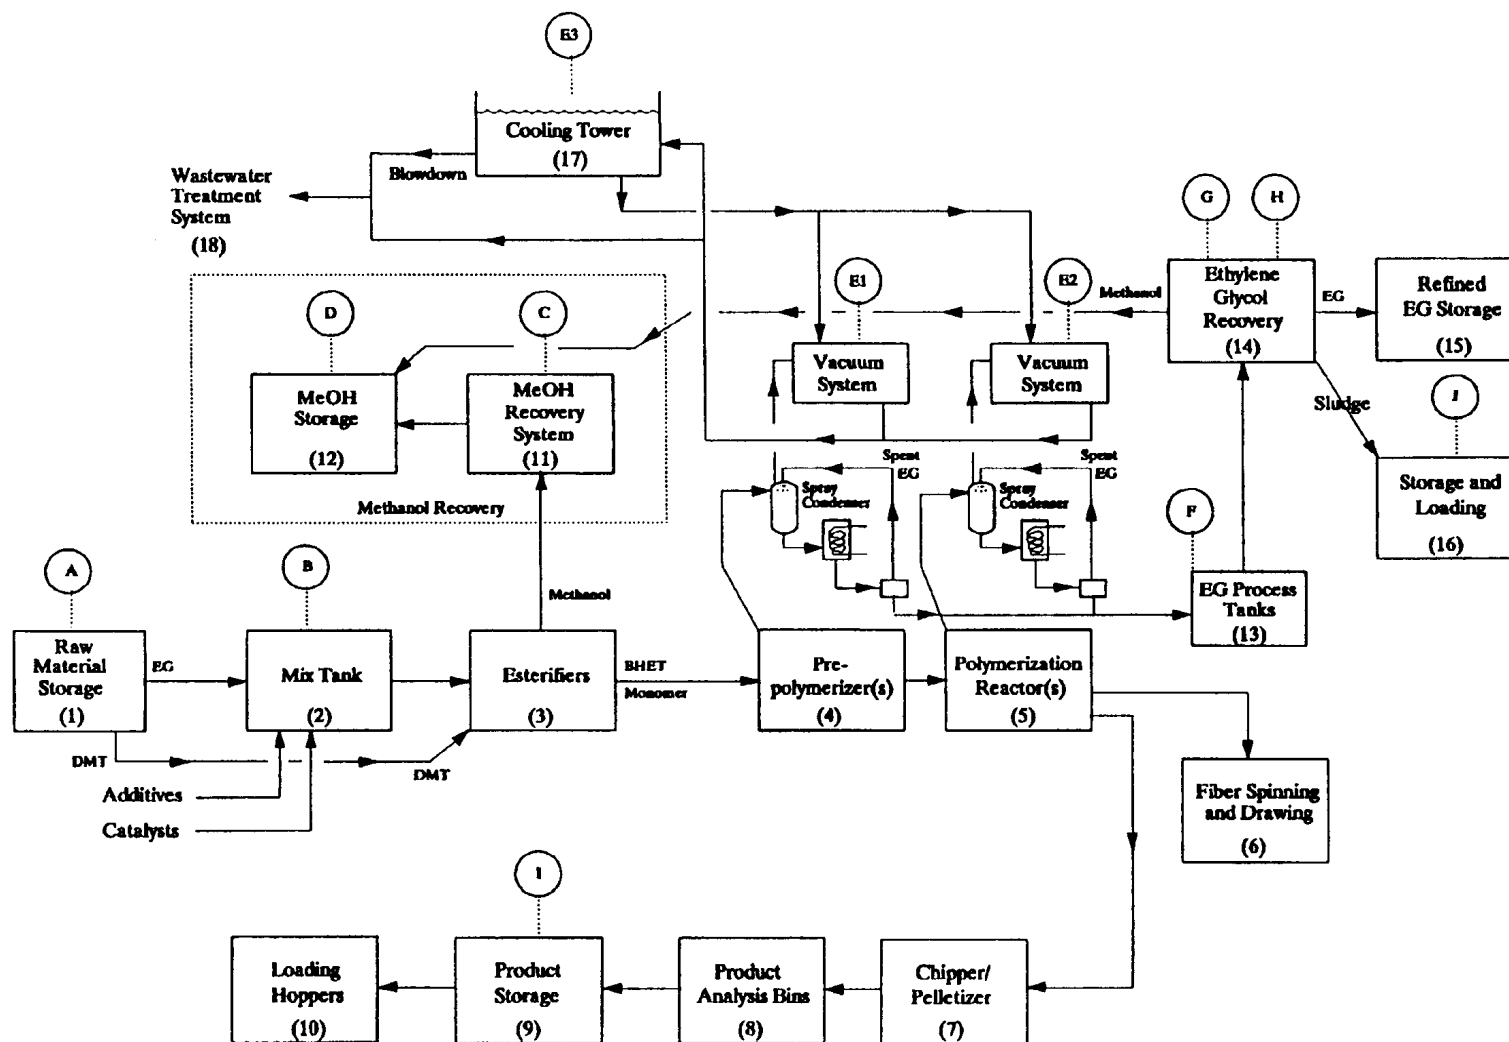 E3
Cooling Tower
(17)
Blowdown
Wastewater
Treatment
System
(18)
G
H
E1
E2
Methanol
Ethylene
Glycol
Recovery
(14)
EG
Refined
EG Storage
(15)
D
C
Vacuum
System
Vacuum
System
MeOH
Storage
(12)
MeOH
Recovery
System
(11)
Methanol Recovery
Sludge
J
Storage and
Loading
(16)
Spent
EG
Spray
Condenser
Spent
EG
Spray
Condenser
F
EG Process
Tanks
(13)
A
B
Methanol
Raw
Material
Storage
(1)
EG
Mix Tank
(2)
Esterifiers
(3)
BHET
Monomer
Pre-
polymerizer(s)
(4)
Polymerization
Reactor(s)
(5)
DMT
DMT
Additives
Catalysts
Fiber Spinning
and Drawing
(6)
I
Loading
Hoppers
(10)
Product
Storage
(9)
Product
Analysis Bins
(8)
Chipper/
Pelletizer
(7)